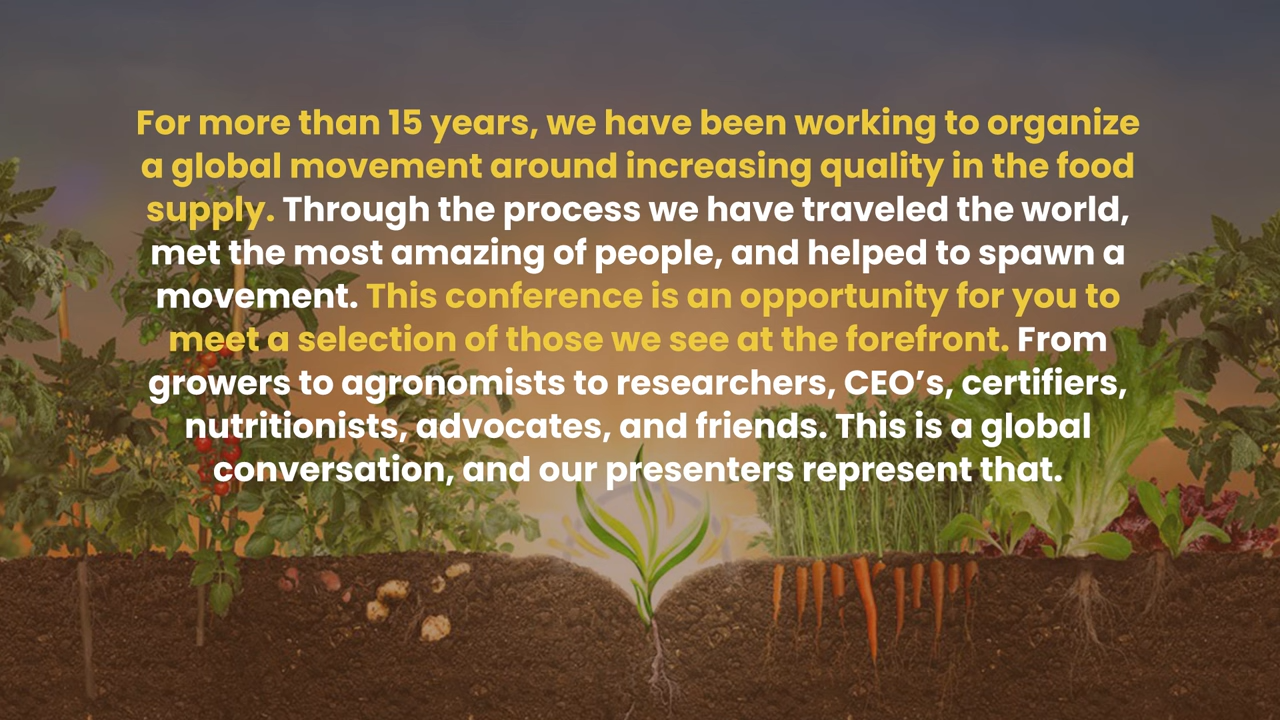 For more than 15 years, we have been working to organize
a global movement around increasing quality in the food
supply. Through the process we have traveled the world,
met the most amazing of people, and helped to spawn a
movement. This conference is an opportunity for you to
meet a selection of those we see at the forefront. From
growers to agronomists to researchers, CEO’s, certifiers,
nutritionists, advocates, and friends. This is a global
conversation, and our presenters represent that.